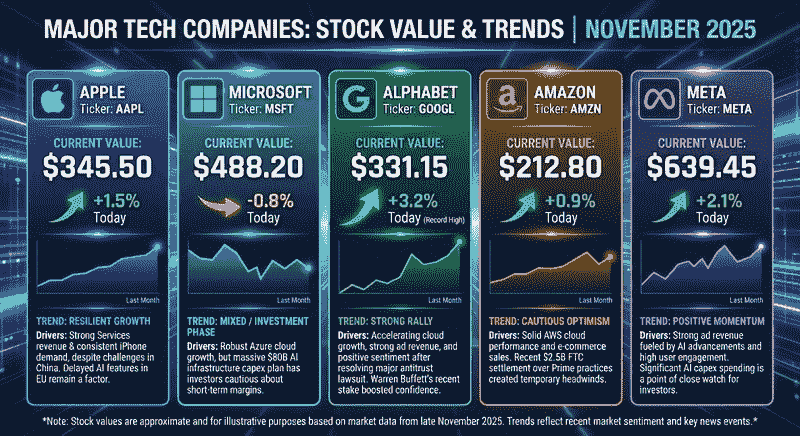 MAJOR TECH COMPANIES: STOCK VALUE & TRENDS | NOVEMBER 2025
APPLE
Ticker: AAPL
CURRENT VALUE:
$345.50
+1.5%
Today
Last Month
TREND: RESILIENT GROWTH
Drivers: Strong Services
revenue & consistent iPhone
demand, despite challenges in
China. Delayed AI features in
EU remain a factor.
MICROSOFT
Ticker: MSFT
CURRENT VALUE:
$488.20
-0.8%
Today
Last Month
TREND: MIXED / INVESTMENT
PHASE
Drivers: Robust Azure cloud
growth, but massive $80B AI
infrastructure capex plan has
investors cautious about
short-term margins.
ALPHABET
Ticker: GOOGL
CURRENT VALUE:
$331.15
+3.2%
Today (Record High)
Last Month
TREND: STRONG RALLY
Drivers: Accelerating cloud
growth, strong ad revenue, and
positive sentiment after
resolving major antitrust
lawsuit. Warren Buffett's recent
stake boosted confidence.
AMAZON
Ticker: AMZN
CURRENT VALUE:
$212.80
+0.9%
Today
Last Month
TREND: CAUTIOUS OPTIMISM
Drivers: Solid AWS cloud
performance and e-commerce
sales. Recent $2.5B FTC
settlement over Prime practices
created temporary headwinds.
META
Ticker: META
CURRENT VALUE:
$639.45
+2.1%
Today
Last Month
TREND: POSITIVE MOMENTUM
Drivers: Strong ad revenue
fueled by AI advancements and
high user engagement.
Significant AI capex spending is
a point of close watch for
investors.
*Note: Stock values are approximate and for illustrative purposes based on market data from late November 2025. Trends reflect recent market sentiment and key news events.*